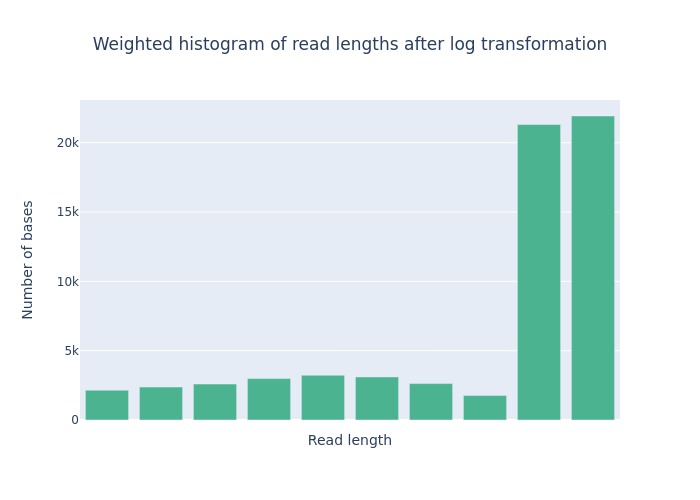 Weighted histogram of read lengths after log transformation
20k
15k
10k
5k
0
Number of bases
Read length